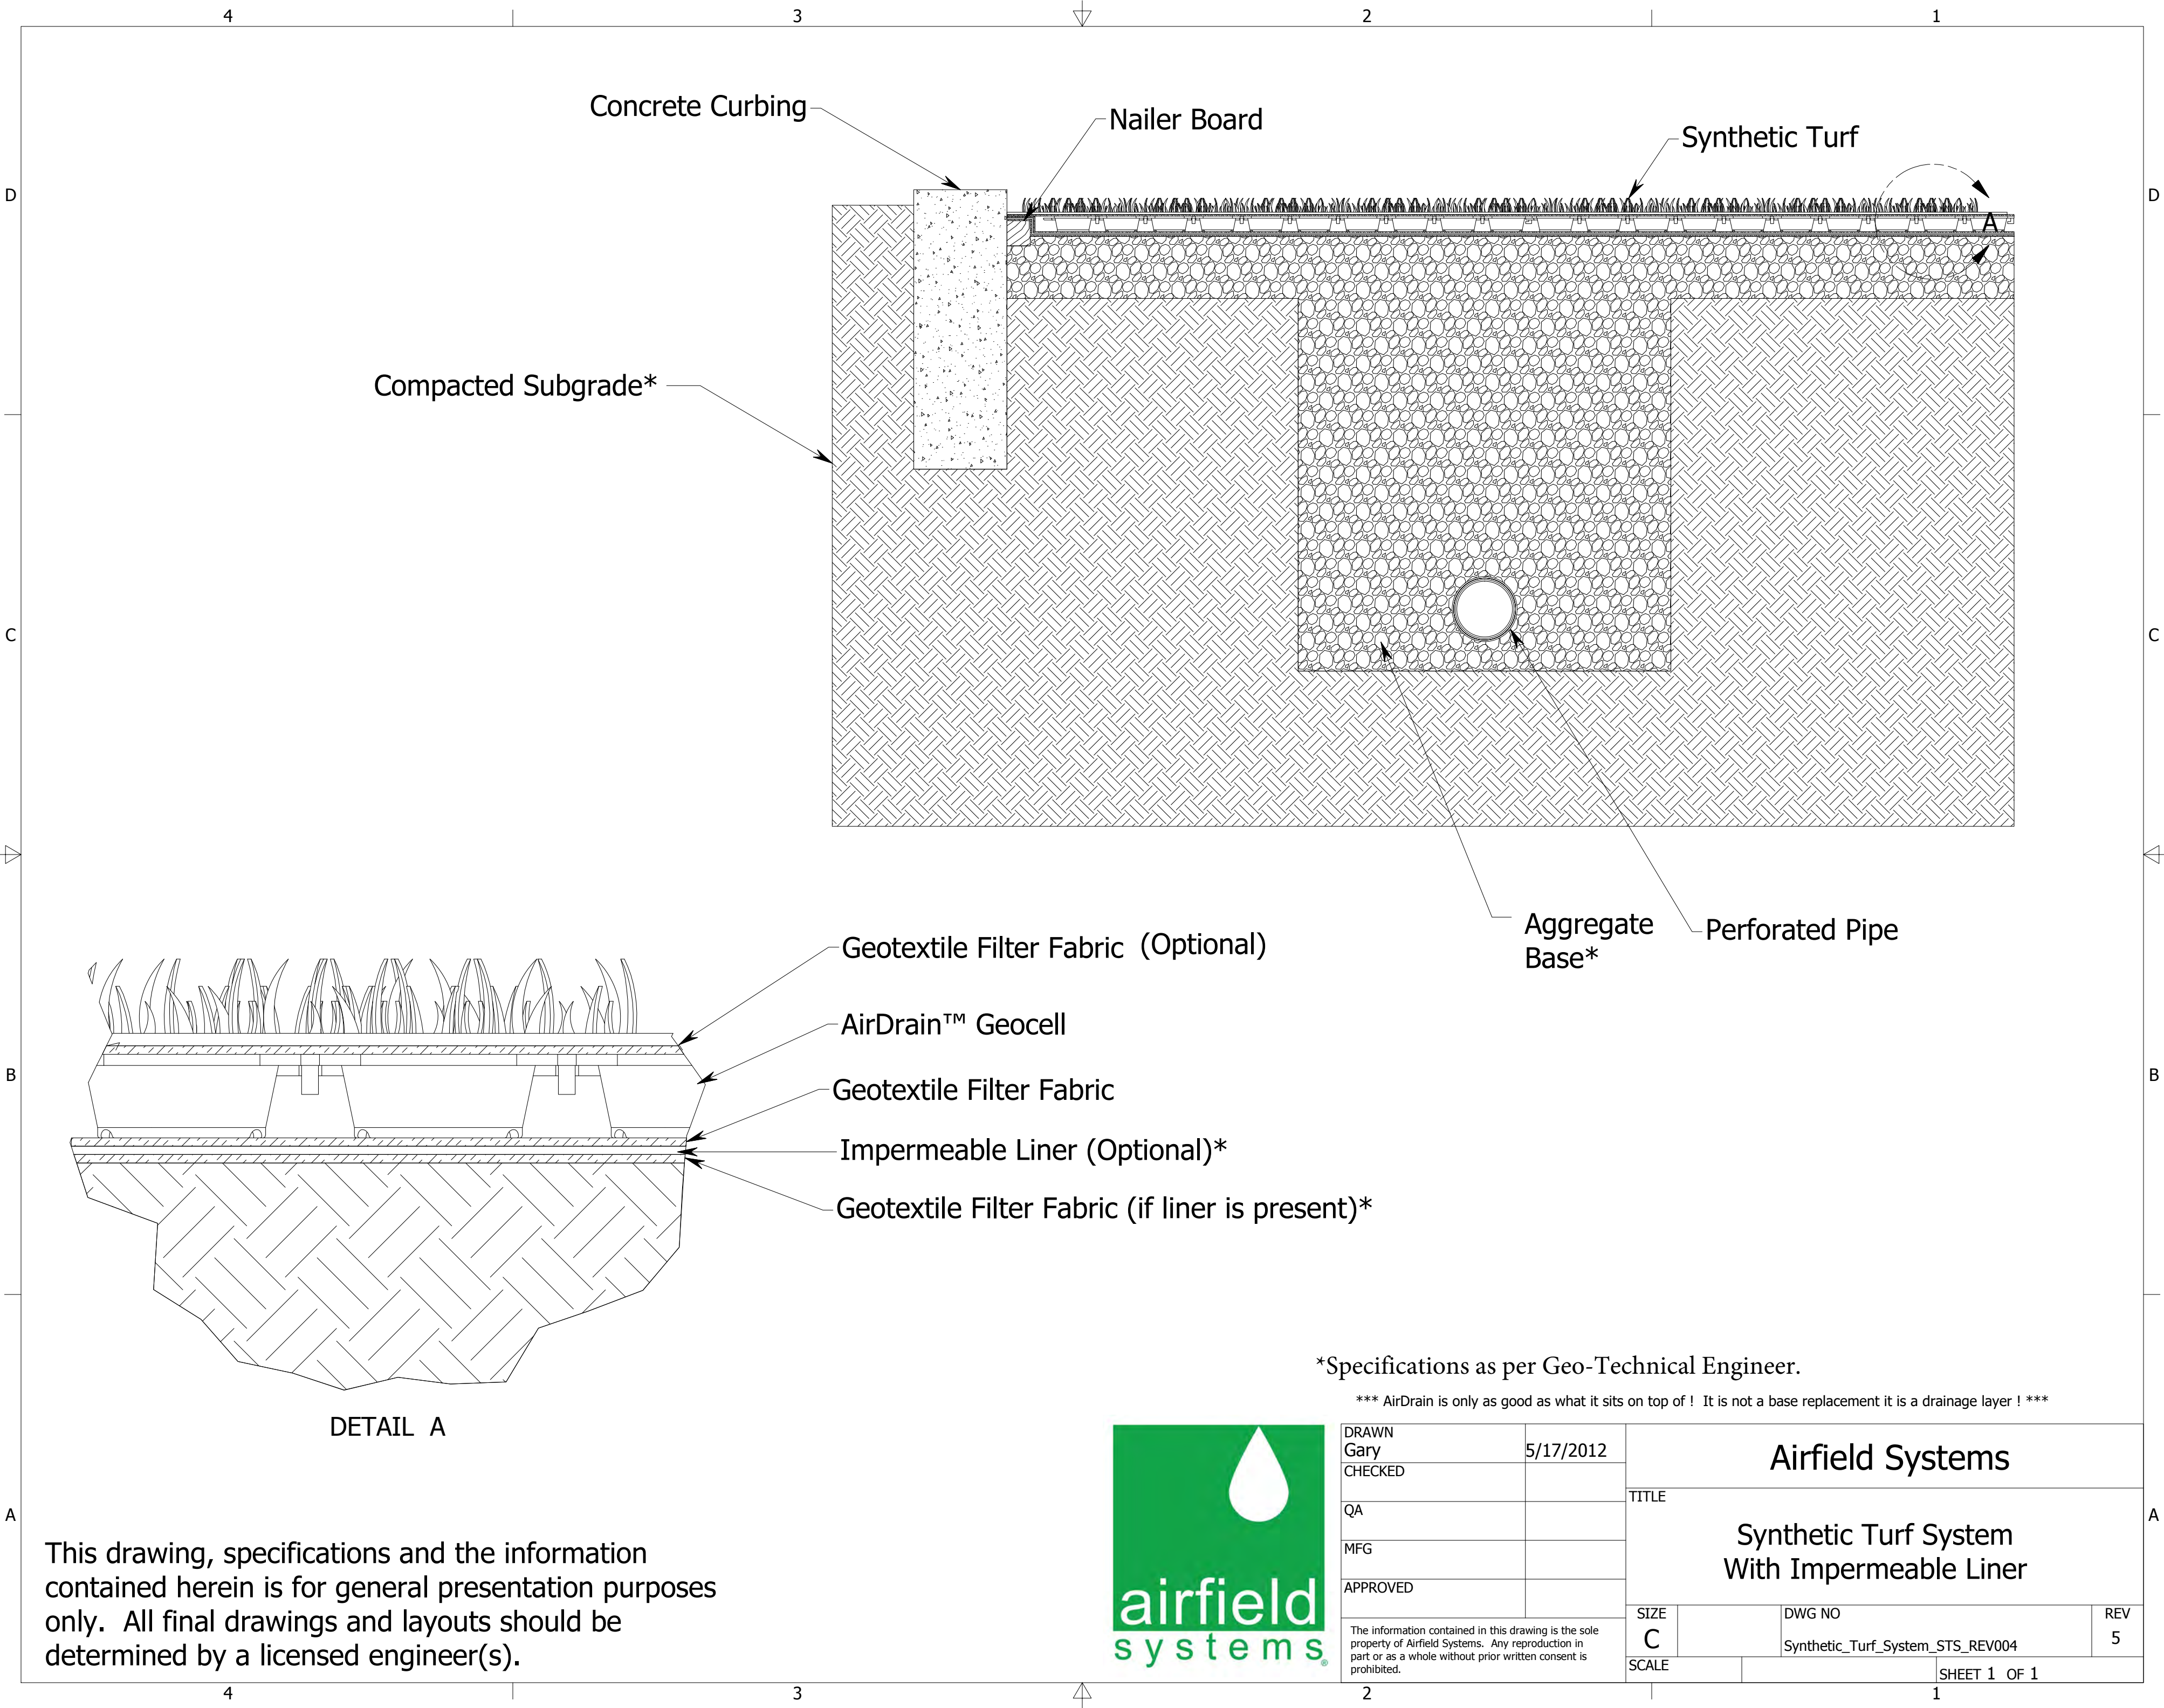 4 3 2 1
Concrete Curbing
Nailer Board
Synthetic Turf
D D
A
Compacted Subgrade*
C C
Aggregate
Base*
Perforated Pipe
Geotextile Filter Fabric (Optional)
AirDrain™ Geocell
B B
Geotextile Filter Fabric
Impermeable Liner (Optional)*
Geotextile Filter Fabric (if liner is present)*
DETAIL A
*Specifications as per Geo-Technical Engineer.
*** AirDrain is only as good as what it sits on top of ! It is not a base replacement it is a drainage layer ! ***
A A
This drawing, specifications and the information
contained herein is for general presentation purposes
only. All final drawings and layouts should be
determined by a licensed engineer(s).
airfield
systems®
DRAWN
Gary 5/17/2012
CHECKED
QA
MFG
APPROVED
The information contained in this drawing is the sole
property of Airfield Systems. Any reproduction in
part or as a whole without prior written consent is
prohibited.
Airfield Systems
TITLE
Synthetic Turf System
With Impermeable Liner
SIZE
C
DWG NO
Synthetic_Turf_System_STS_REV004
REV
5
SCALE
SHEET 1 OF 1
4 3 2 1